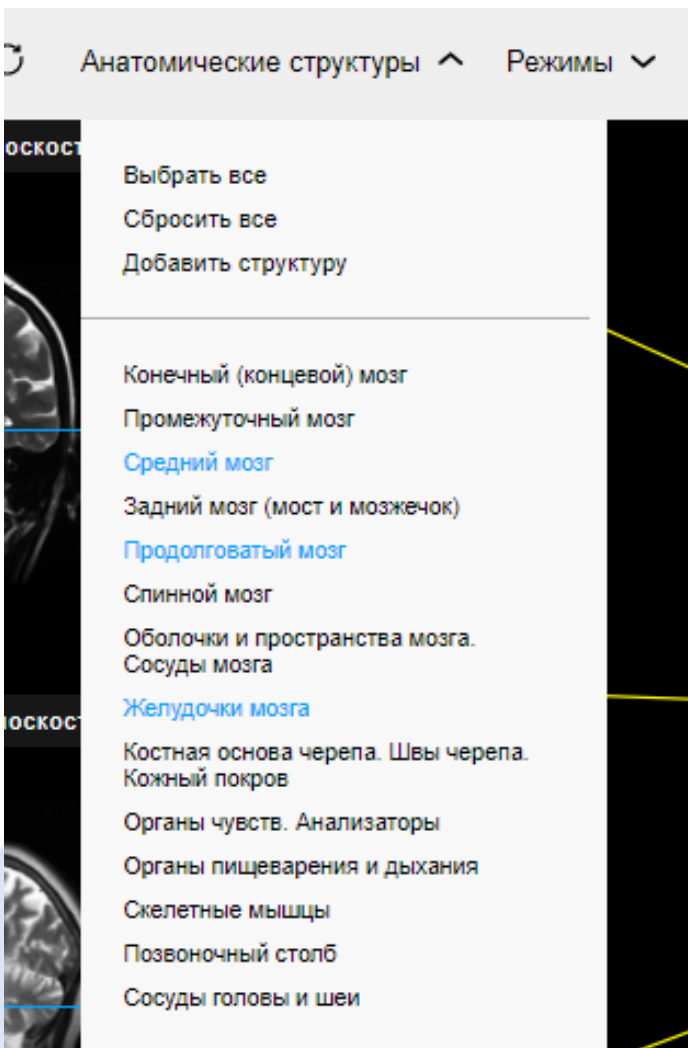 Анатомические структуры Режимы
Выбрать все
Сбросить все
Добавить структуру
Конечный (концевой) мозг
Промежуточный мозг
Средний мозг
Задний мозг (мост и мозжечок)
Продолговатый мозг
Спинной мозг
Оболочки и пространства мозга.
Сосуды мозга
Желудочки мозга
Костная основа черепа. Швы черепа.
Кожный покров
Органы чувств. Анализаторы
Органы пищеварения и дыхания
Скелетные мышцы
Позвоночный столб
Сосуды головы и шеи